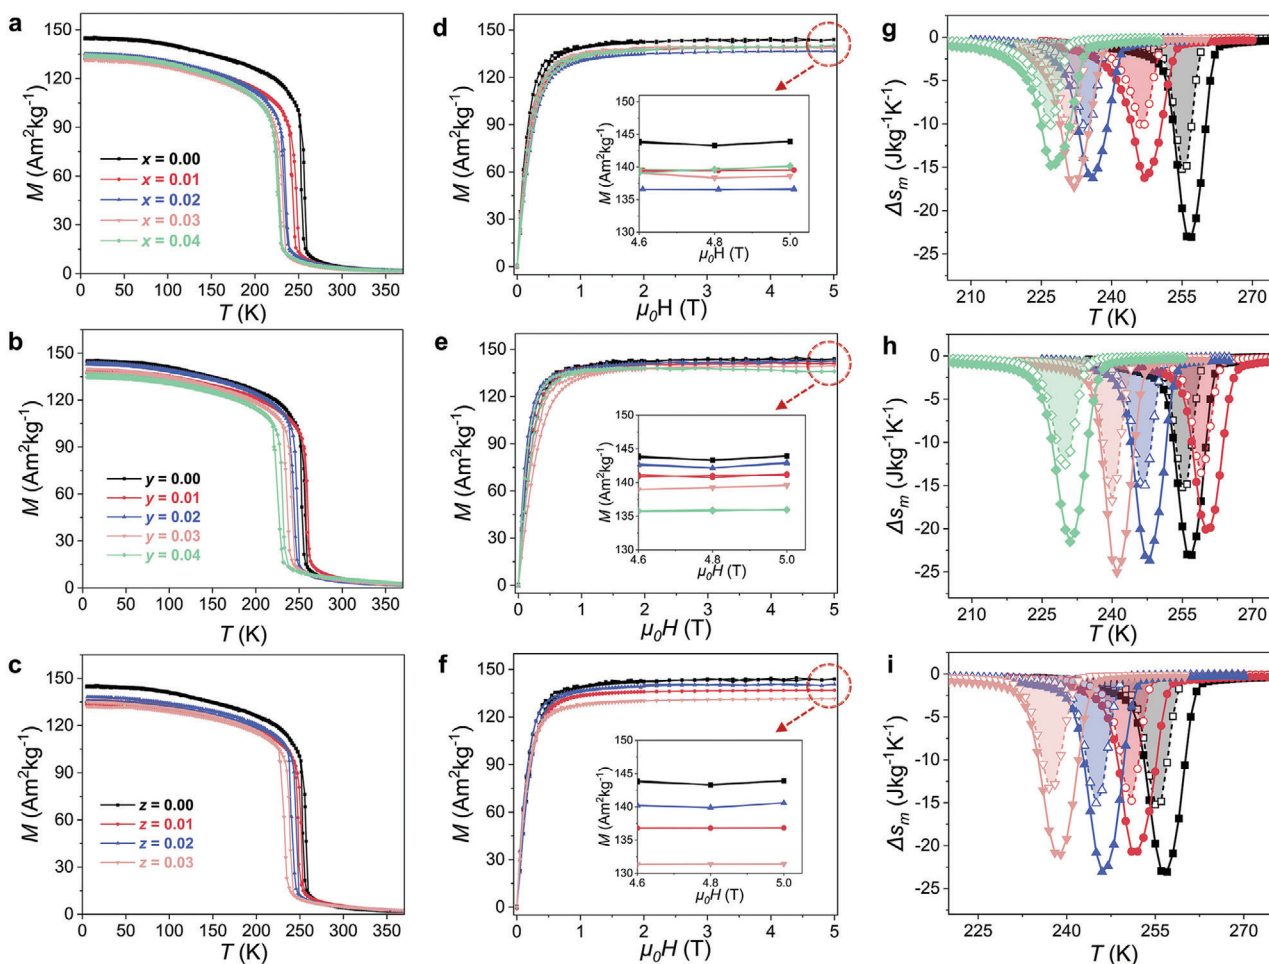 a
M (Am²kg⁻¹)
150
120
90
60
30
0
x = 0.00
x = 0.01
x = 0.02
x = 0.03
x = 0.04
0 50 100 150 200 250 300 350
T (K)
d
M (Am²kg⁻¹)
150
120
90
60
30
0
150
145
140
135
130
M (Am²kg⁻¹)
4.6 4.8 5.0
μ₀H (T)
0 1 2 3 4 5
μ₀H (T)
g
Δsₘ (Jkg⁻¹K⁻¹)
0
-5
-10
-15
-20
-25
210 225 240 255 270
T (K)
b
M (Am²kg⁻¹)
150
120
90
60
30
0
y = 0.00
y = 0.01
y = 0.02
y = 0.03
y = 0.04
0 50 100 150 200 250 300 350
T (K)
e
M (Am²kg⁻¹)
150
120
90
60
30
0
150
145
140
135
130
M (Am²kg⁻¹)
4.6 4.8 5.0
μ₀H (T)
0 1 2 3 4 5
μ₀H (T)
h
Δsₘ (Jkg⁻¹K⁻¹)
0
-5
-10
-15
-20
-25
210 225 240 255 270
T (K)
c
M (Am²kg⁻¹)
150
120
90
60
30
0
z = 0.00
z = 0.01
z = 0.02
z = 0.03
0 50 100 150 200 250 300 350
T (K)
f
M (Am²kg⁻¹)
150
120
90
60
30
0
150
145
140
135
130
M (Am²kg⁻¹)
4.6 4.8 5.0
μ₀H (T)
0 1 2 3 4 5
μ₀H (T)
i
Δsₘ (Jkg⁻¹K⁻¹)
0
-5
-10
-15
-20
-25
225 240 255 270
T (K)